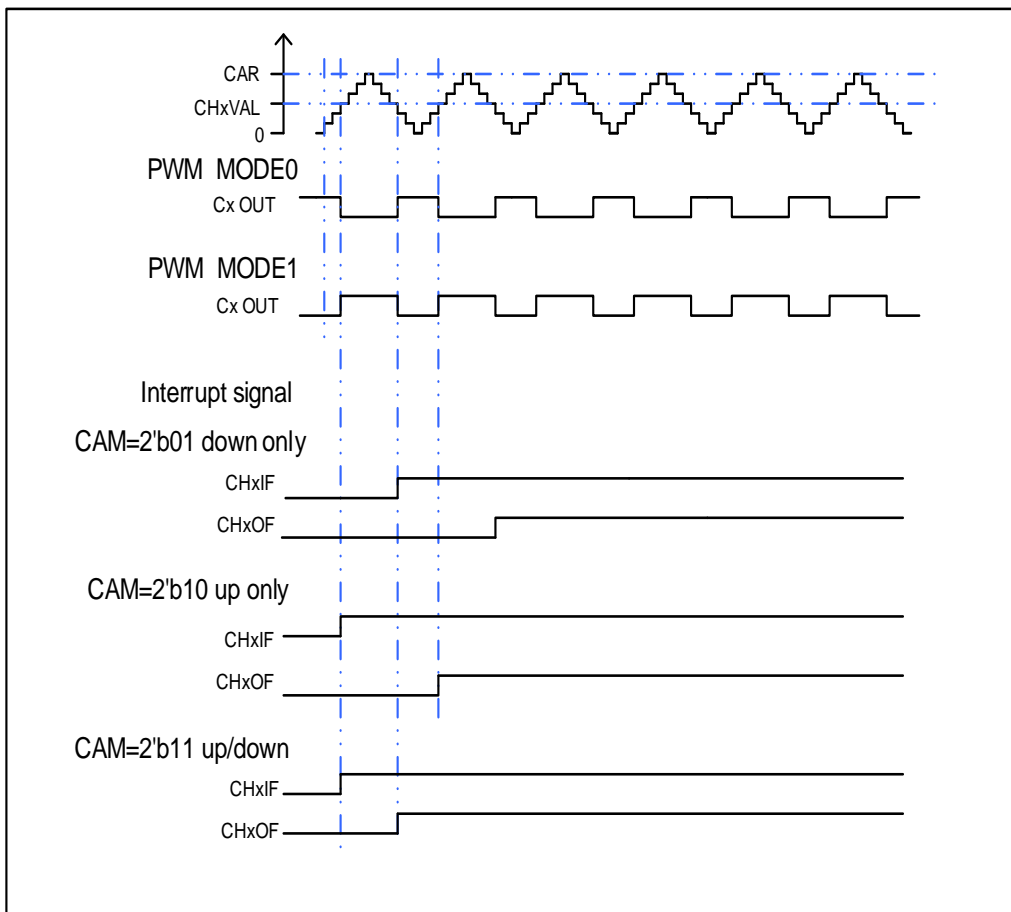 CAR
CHxVAL
0
PWM MODE0
Cx OUT
PWM MODE1
Cx OUT
Interrupt signal
CAM=2'b01 down only
CHxIF
CHxOF
CAM=2'b10 up only
CHxIF
CHxOF
CAM=2'b11 up/down
CHxIF
CHxOF